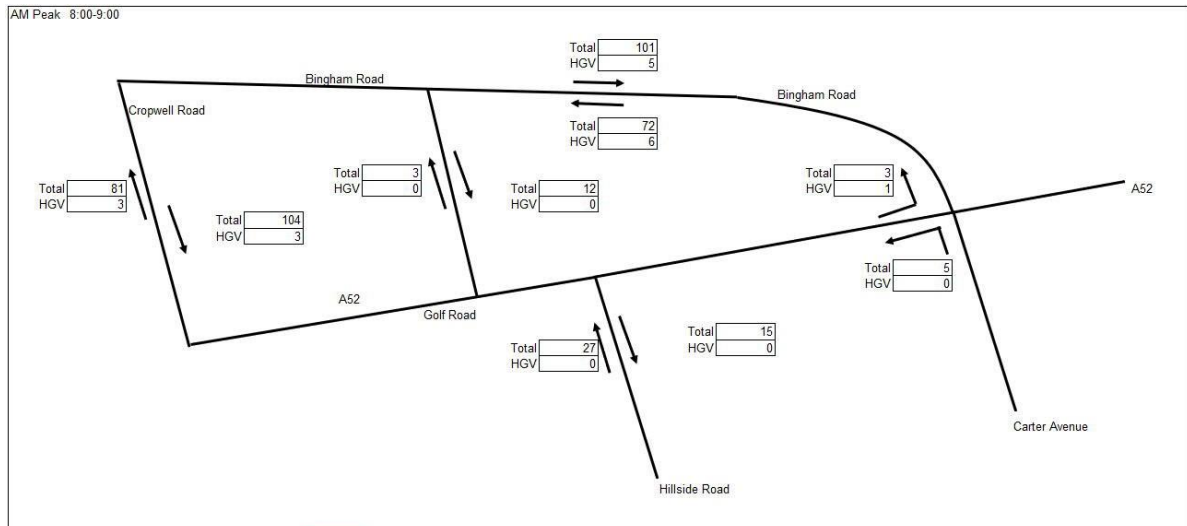 AM Peak 8:00-9:00
Total 101
HGV 5
Bingham Road
Bingham Road
Cropwell Road
Total 72
HGV 6
Total 81
HGV 3
Total 3
HGV 0
Total 12
HGV 0
Total 3
HGV 1
A52
Total 104
HGV 3
Total 5
HGV 0
A52
Golf Road
Total 27
HGV 0
Total 15
HGV 0
Carter Avenue
Hillside Road